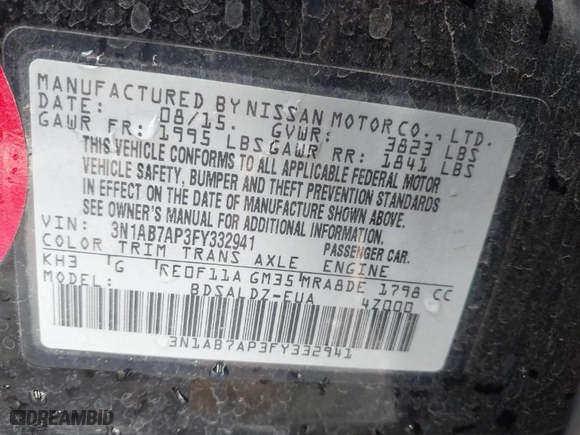 MANUFACTURED BY NISSAN MOTOR CO., LTD.
DATE: 08/15. GVWR: 3823 LBS
GAWR FR: 1995 LBS GAWR RR: 1841 LBS
THIS VEHICLE CONFORMS TO ALL APPLICABLE FEDERAL MOTOR
VEHICLE SAFETY, BUMPER AND THEFT PREVENTION STANDARDS
IN EFFECT ON THE DATE OF MANUFACTURE SHOWN ABOVE.
SEE OWNER'S MANUAL FOR ADDITIONAL INFORMATION.
VIN: 3N1AB7AP3FY332941 PASSENGER CAR.
COLOR TRIM TRANS AXLE ENGINE
KH3 G RE0F11A GM35 MRA8DE 1798 CC
MODEL: BDSALDZ-EUA 4Z000
3N1AB7AP3FY332941
DREAMBID